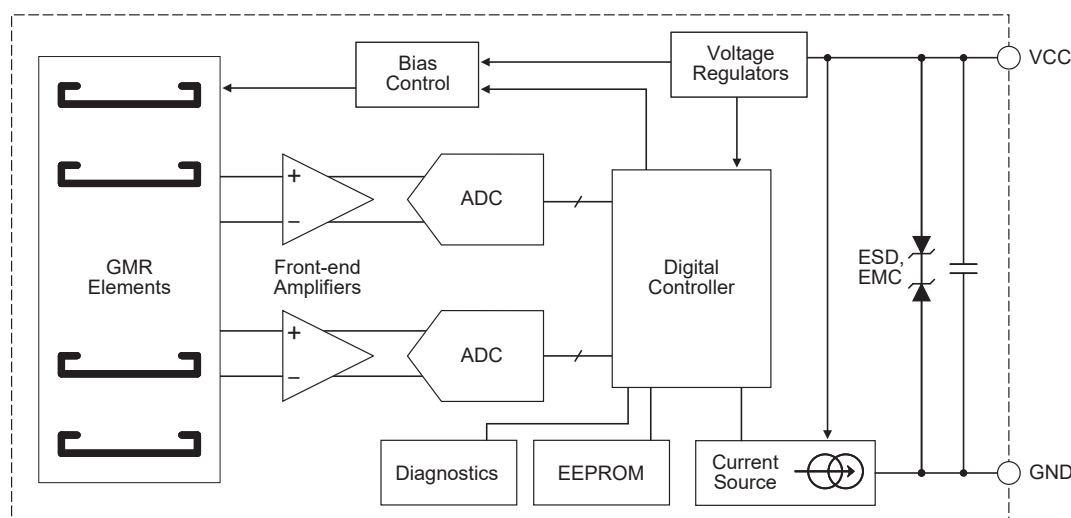 Bias
Control
Voltage
Regulators
VCC
+
−
ADC
GMR
Elements
Front-end
Amplifiers
Digital
Controller
ESD,
EMC
+
−
ADC
Diagnostics
EEPROM
Current
Source
GND